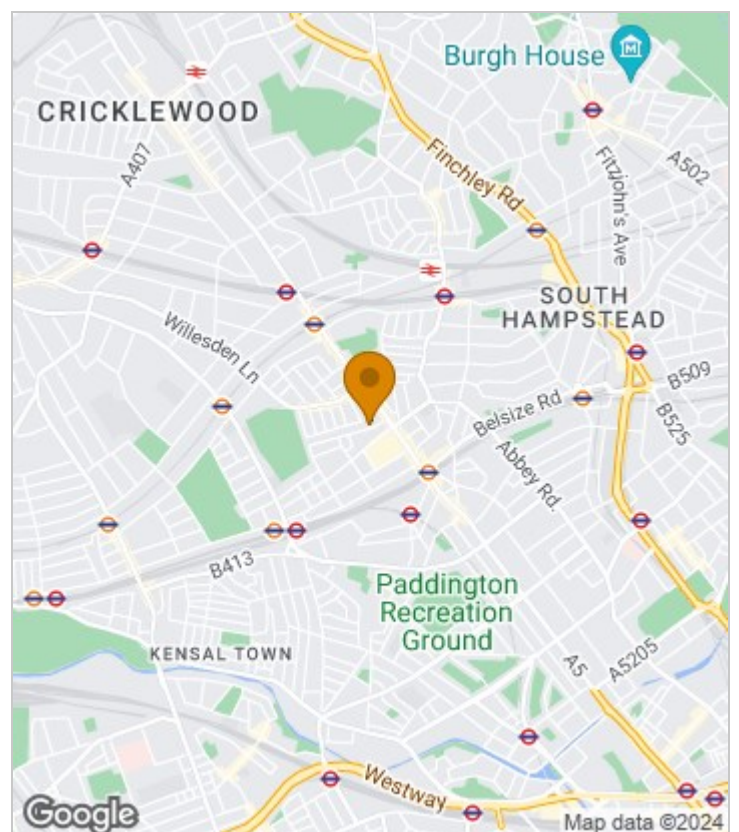 Burgh House
CRICKLEWOOD
A407
Finchley Rd
Fitzjohn's Ave
A502
SOUTH
HAMPSTEAD
Willesden Ln
B509
Belsize Rd
B525
Abbey Rd.
B413
Paddington
Recreation
Ground
KENSAL TOWN
A5
A5205
Westway
Google
Map data ©2024